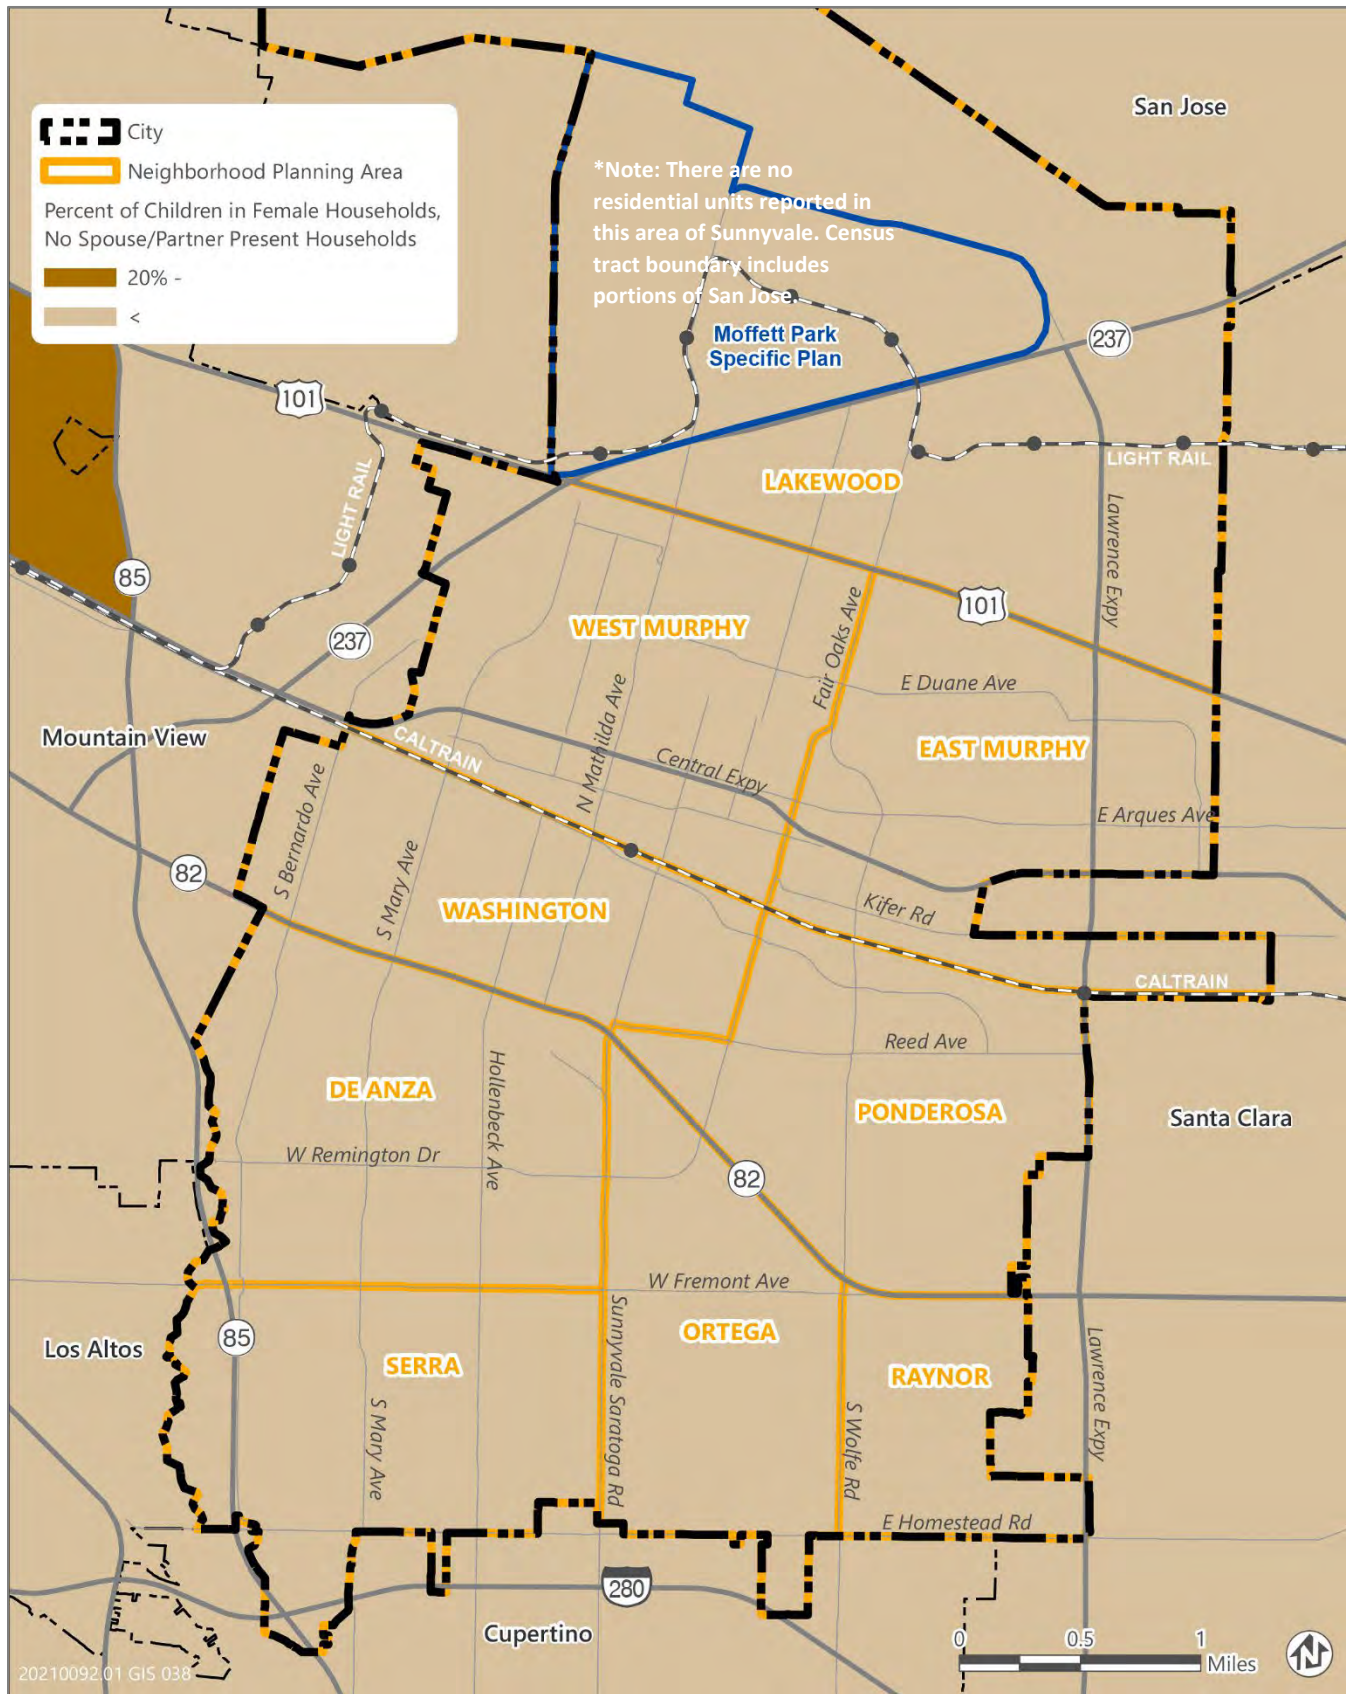 San Jose
City
Neighborhood Planning Area
Percent of Children in Female Households,
No Spouse/Partner Present Households
20% -
<
*Note: There are no
residential units reported in
this area of Sunnyvale. Census
tract boundary includes
portions of San Jose.
Moffett Park
Specific Plan
237
101
LIGHT RAIL
LAKEWOOD
LIGHT RAIL
Lawrence Expy
85
237
101
WEST MURPHY
Fair Oaks Ave
E Duane Ave
N Mathilda Ave
Mountain View
CALTRAIN
EAST MURPHY
Central Expy
S Bernardo Ave
E Arques Ave
82
S Mary Ave
WASHINGTON
Kifer Rd
CALTRAIN
Reed Ave
Hollenbeck Ave
DE ANZA
PONDEROSA
Santa Clara
W Remington Dr
82
W Fremont Ave
Sunnyvale Saratoga Rd
85
Los Altos
ORTEGA
SERRA
RAYNOR
Lawrence Expy
S Mary Ave
S Wolfe Rd
E Homestead Rd
280
Cupertino
0 0.5 1
Miles
N
20210092.01 GIS 038